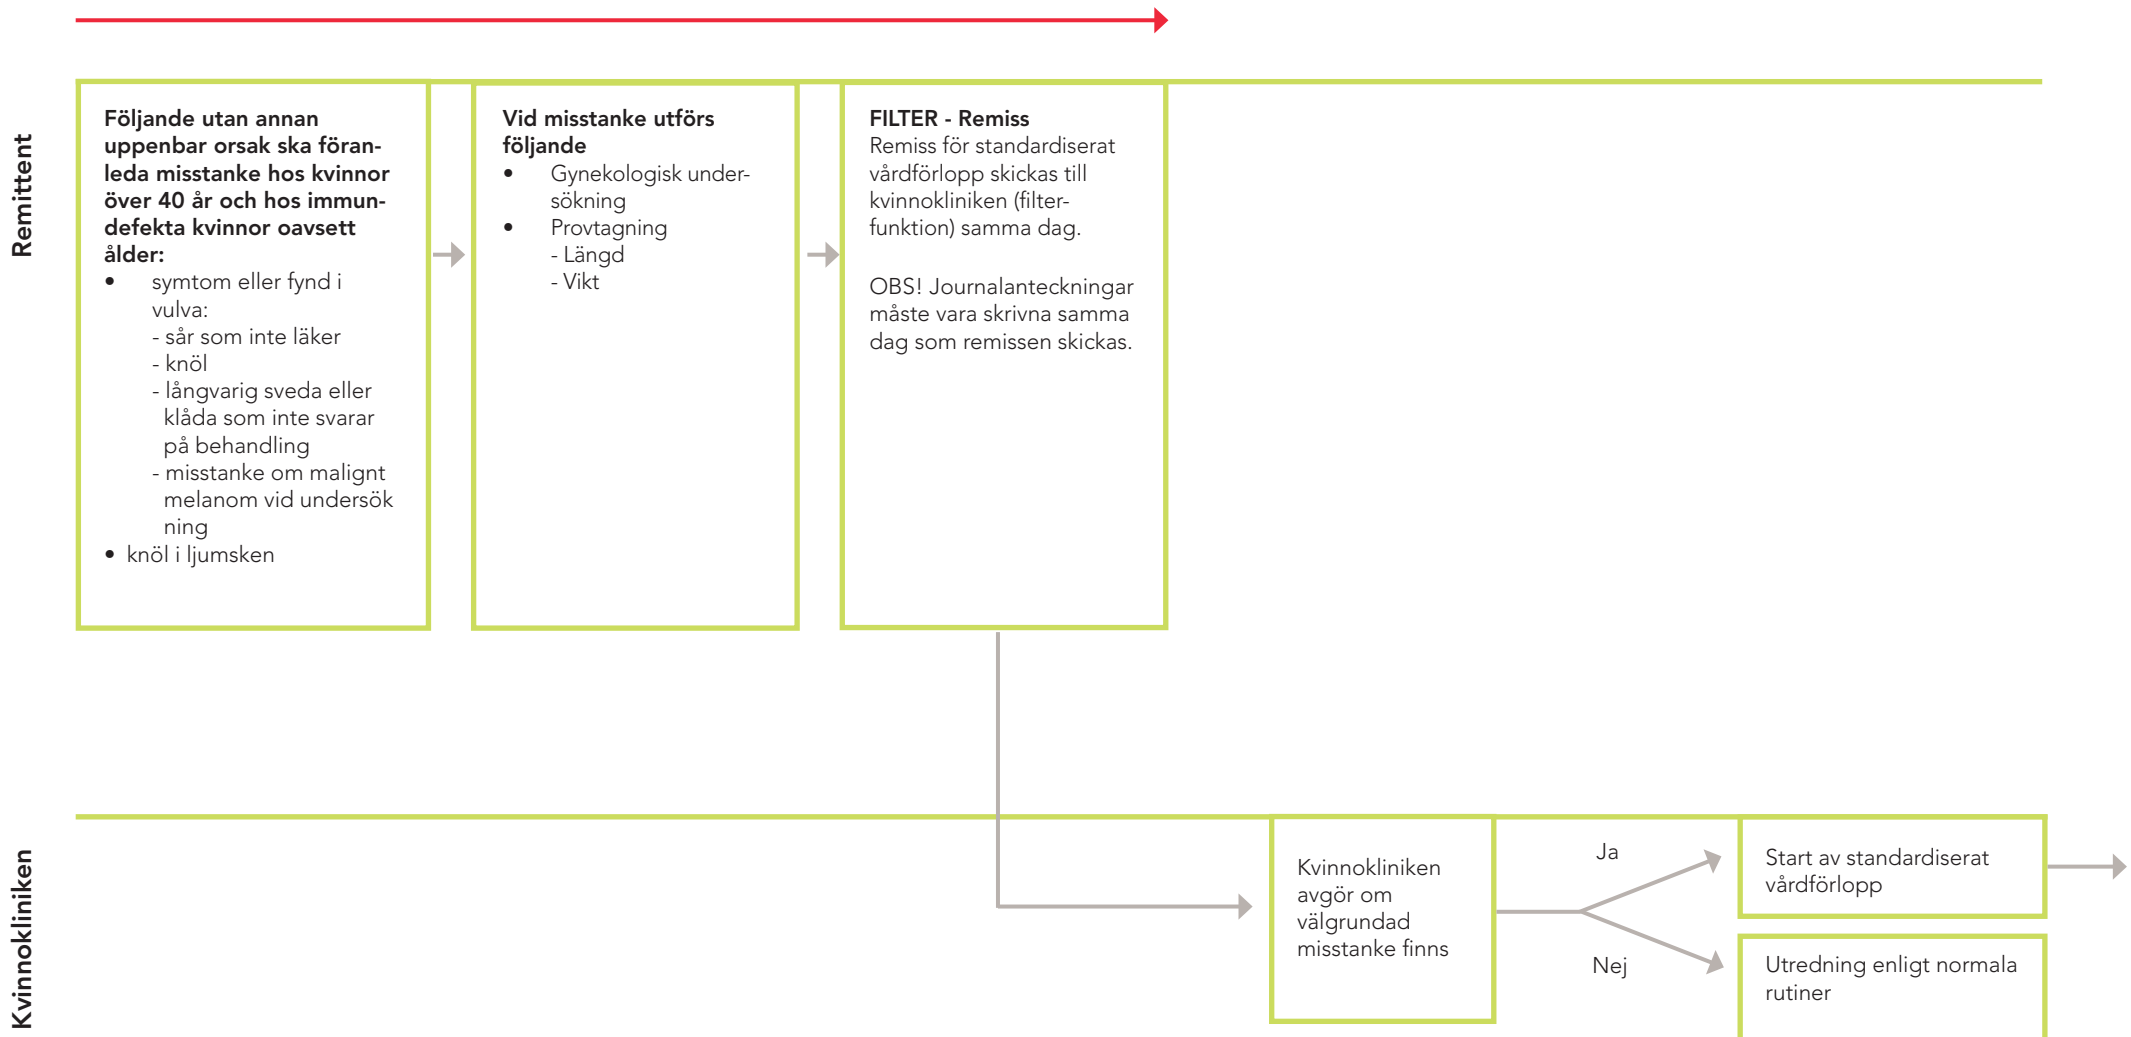 Remittent
Följande utan annan
uppenbar orsak ska föran-
leda misstanke hos kvinnor
över 40 år och hos immun-
defekta kvinnor oavsett
ålder:
• symtom eller fynd i
vulva:
- sår som inte läker
- knöl
- långvarig sveda eller
klåda som inte svarar
på behandling
- misstanke om malignt
melanom vid undersök
ning
• knöl i ljumsken
Vid misstanke utförs
följande
• Gynekologisk under-
sökning
• Provtagning
- Längd
- Vikt
FILTER - Remiss
Remiss för standardiserat
vårdförlopp skickas till
kvinnokliniken (filter-
funktion) samma dag.
OBS! Journalanteckningar
måste vara skrivna samma
dag som remissen skickas.
Kvinnokliniken
Kvinnokliniken
avgör om
välgrundad
misstanke finns
Ja
Nej
Start av standardiserat
vårdförlopp
Utredning enligt normala
rutiner